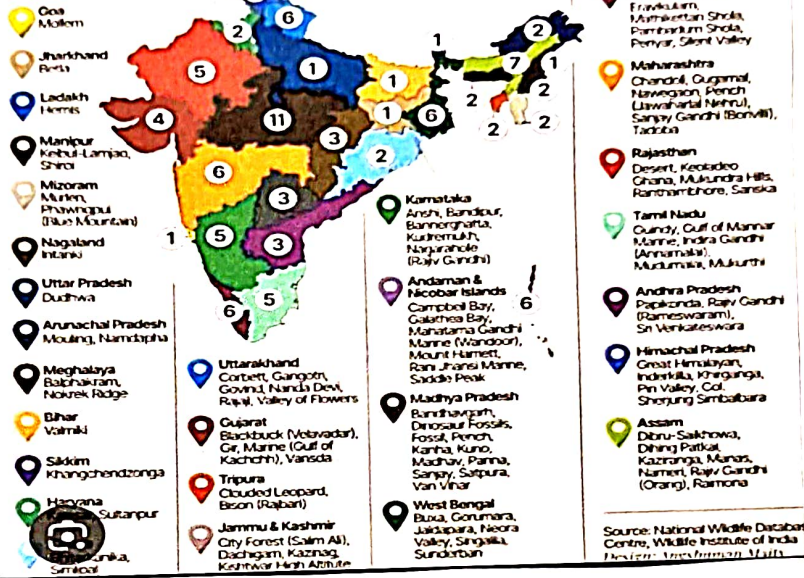 Goa
Mollem
Jharkhand
Betla
Ladakh
Hemis
Manipur
Keibul-Lamjao,
Shiroi
Mizoram
Murlen,
Phawngpui
(Blue Mountain)
Nagaland
Intanki
Uttar Pradesh
Dudhwa
Arunachal Pradesh
Mouling, Namdapha
Meghalaya
Balphakram,
Nokrek Ridge
Bihar
Valmiki
Sikkim
Khangchendzonga
Haryana
Sultanpur
Simlipal
6
2
5
1
4
11
1
1
3
6
2
6
3
5
3
1
6
5
1
2
7
1
2
2
2
2
6
Uttarakhand
Corbett, Gangotri,
Govind, Nanda Devi,
Rajaji, Valley of Flowers
Gujarat
Blackbuck (Velavadar),
Gir, Marine (Gulf of
Kachchh), Vansda
Tripura
Clouded Leopard,
Bison (Rajbari)
Jammu & Kashmir
City Forest (Salim Ali),
Dachigam, Kazinag,
Kishtwar High Altitute
Karnataka
Anshi, Bandipur,
Bannerghatta,
Kudremukh,
Nagarahole
(Rajiv Gandhi)
Andaman &
Nicobar Islands
Campbell Bay,
Galathea Bay,
Mahatama Gandhi
Marine (Wandoor),
Mount Harriett,
Rani Jhansi Marine,
Saddle Peak
Madhya Pradesh
Bandhavgarh,
Dinosaur Fossils,
Fossil, Pench,
Kanha, Kuno,
Madhav, Panna,
Sanjay, Satpura,
Van Vihar
West Bengal
Buxa, Gorumara,
Jaldapara, Neora
Valley, Singalila,
Sunderban
Eravikulam,
Mathikettan Shola,
Pambadum Shola,
Periyar, Silent Valley
Maharashtra
Chandoli, Gugamal,
Nawegaon, Pench
(Jawaharlal Nehru),
Sanjay Gandhi (Borivilli),
Tadoba
Rajasthan
Desert, Keoladeo
Ghana, Mukundra Hills,
Ranthambhore, Sariska
Tamil Nadu
Guindy, Gulf of Mannar
Marine, Indira Gandhi
(Annamalai),
Mudumalai, Mukurthi
Andhra Pradesh
Papikonda, Rajiv Gandhi
(Rameswaram),
Sri Venkateswara
Himachal Pradesh
Great Himalayan,
Inderkilla, Khirganga,
Pin Valley, Col.
Sherjung Simbalbara
Assam
Dibru-Saikhowa,
Dihing Patkai,
Kaziranga, Manas,
Nameri, Rajiv Gandhi
(Orang), Raimona
Source: National Wildlife Databas
Centre, Wildlife Institute of India